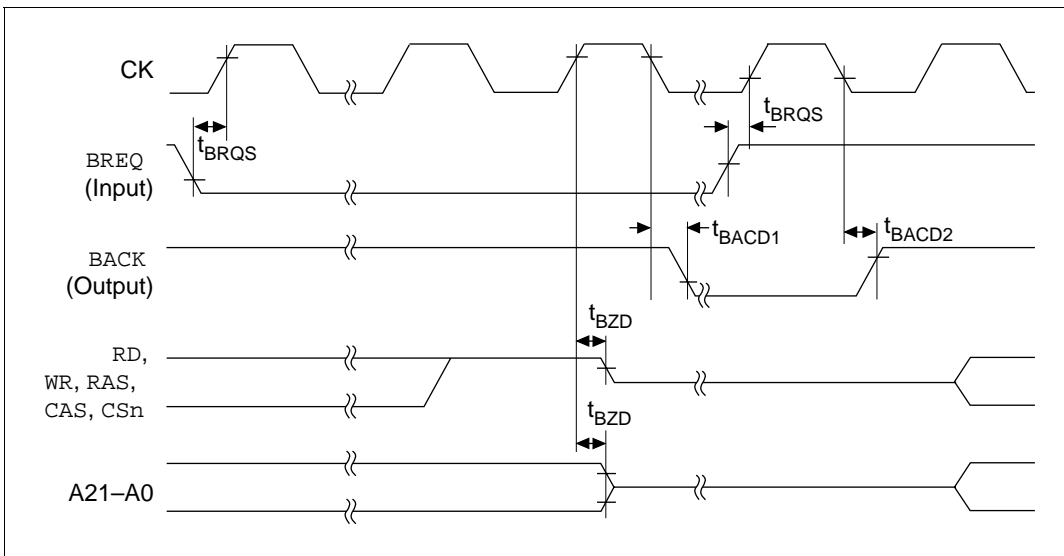 CK
tBRQS
tBRQS
BREQ
(Input)
tBACD1
tBACD2
BACK
(Output)
tBZD
RD,
WR, RAS,
CAS, CSn
tBZD
A21–A0